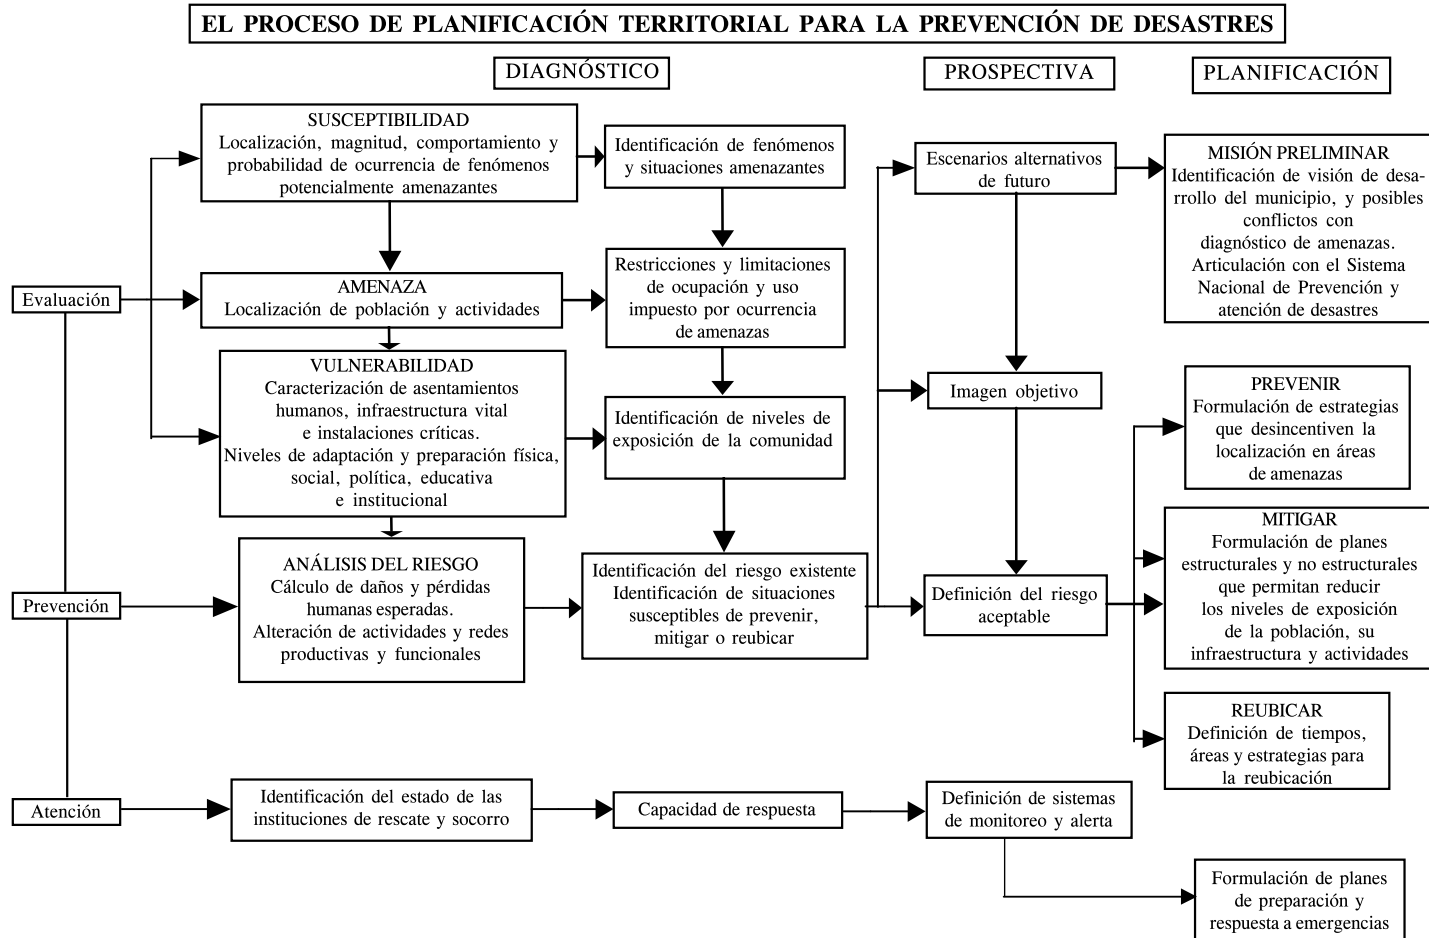 EL PROCESO DE PLANIFICACIÓN TERRITORIAL PARA LA PREVENCIÓN DE DESASTRES
DIAGNÓSTICO
PROSPECTIVA
PLANIFICACIÓN
Evaluación
Prevención
Atención
SUSCEPTIBILIDAD
Localización, magnitud, comportamiento y
probabilidad de ocurrencia de fenómenos
potencialmente amenazantes
AMENAZA
Localización de población y actividades
VULNERABILIDAD
Caracterización de asentamientos
humanos, infraestructura vital
e instalaciones críticas.
Niveles de adaptación y preparación física,
social, política, educativa
e institucional
ANÁLISIS DEL RIESGO
Cálculo de daños y pérdidas
humanas esperadas.
Alteración de actividades y redes
productivas y funcionales
Identificación del estado de las
instituciones de rescate y socorro
Identificación de fenómenos
y situaciones amenazantes
Restricciones y limitaciones
de ocupación y uso
impuesto por ocurrencia
de amenazas
Identificación de niveles de
exposición de la comunidad
Identificación del riesgo existente
Identificación de situaciones
susceptibles de prevenir,
mitigar o reubicar
Capacidad de respuesta
Escenarios alternativos
de futuro
Imagen objetivo
Definición del riesgo
aceptable
Definición de sistemas
de monitoreo y alerta
MISIÓN PRELIMINAR
Identificación de visión de desa-
rrollo del municipio, y posibles
conflictos con
diagnóstico de amenazas.
Articulación con el Sistema
Nacional de Prevención y
atención de desastres
PREVENIR
Formulación de estrategias
que desincentiven la
localización en áreas
de amenazas
MITIGAR
Formulación de planes
estructurales y no estructurales
que permitan reducir
los niveles de exposición
de la población, su
infraestructura y actividades
REUBICAR
Definición de tiempos,
áreas y estrategias para
la reubicación
Formulación de planes
de preparación y
respuesta a emergencias